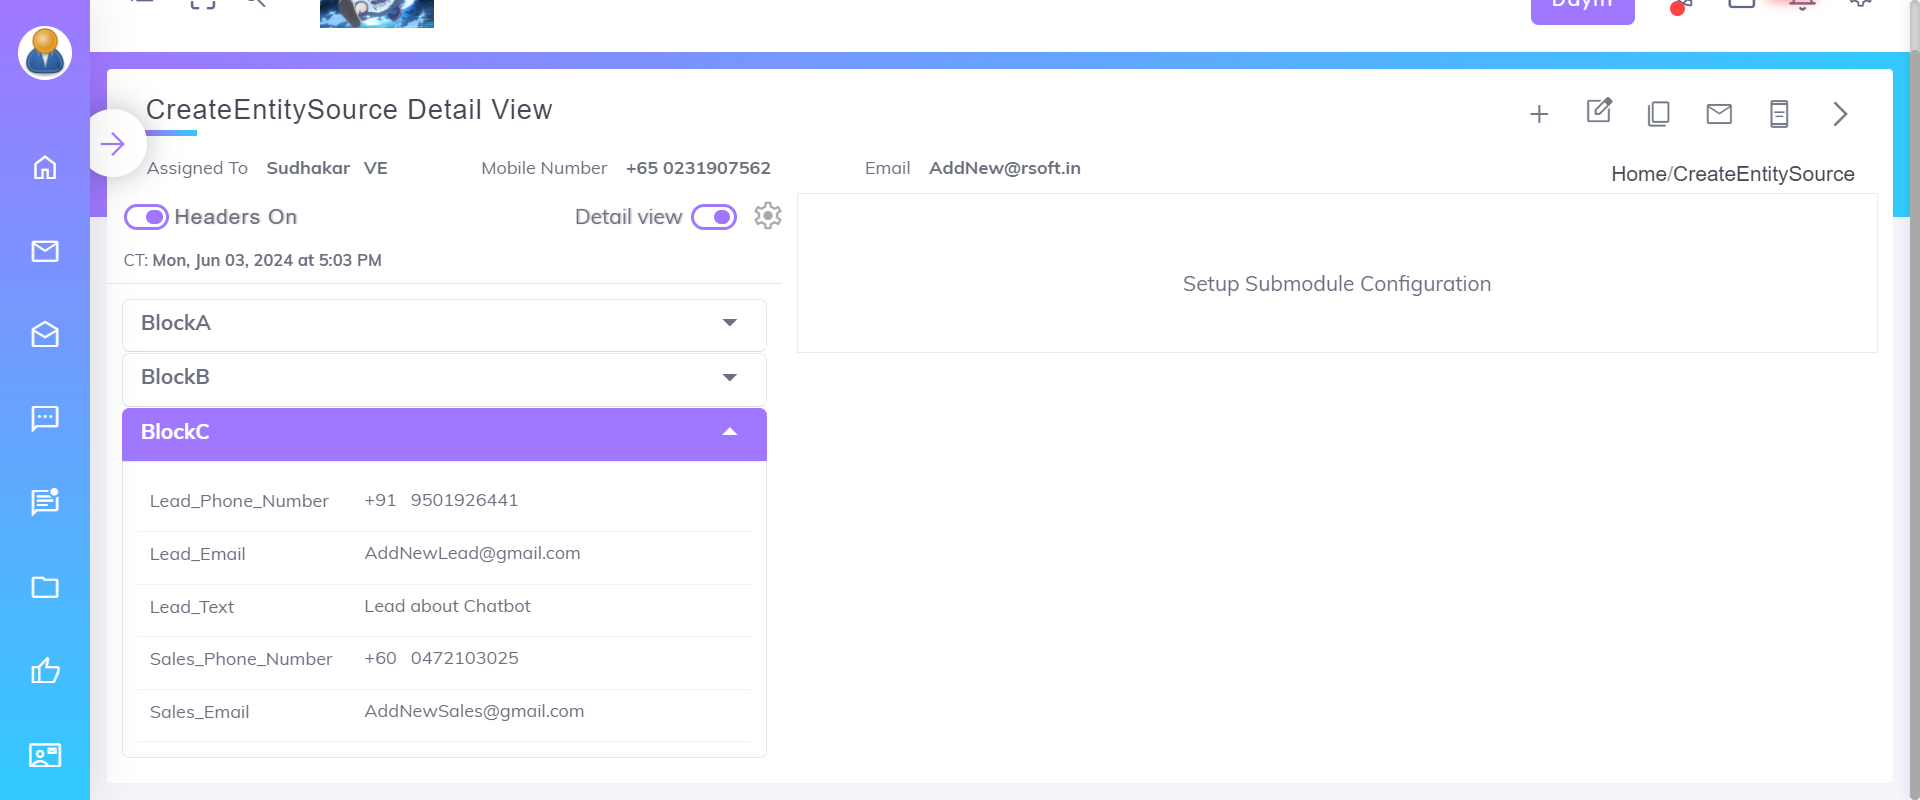 CreateEntitySource Detail View
Assigned To Sudhakar VE Mobile Number +65 0231907562 Email AddNew@rsoft.in
Home/CreateEntitySource
Headers On Detail view
CT: Mon, Jun 03, 2024 at 5:03 PM
Setup Submodule Configuration
BlockA
BlockB
BlockC
Lead_Phone_Number +91 9501926441
Lead_Email AddNewLead@gmail.com
Lead_Text Lead about Chatbot
Sales_Phone_Number +60 0472103025
Sales_Email AddNewSales@gmail.com